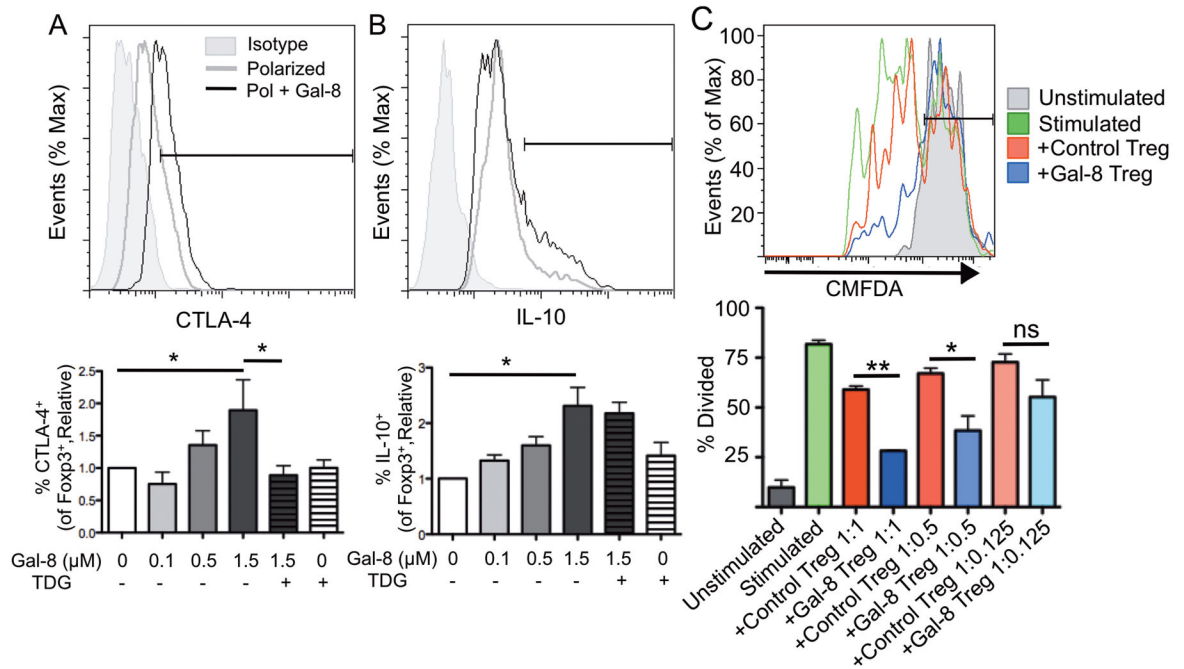 A
Events (% Max)
Isotype
Polarized
Pol + Gal-8
CTLA-4
B
Events (% Max)
IL-10
C
Events (% of Max)
100
80
60
40
20
CMFDA
Unstimulated
Stimulated
+Control Treg
+Gal-8 Treg
% CTLA-4⁺
(of Foxp3⁺,Relative)
2.5
2.0
1.5
1.0
0.5
0.0
*
*
Gal-8 (μM) 0 0.1 0.5 1.5 1.5 0
TDG - - - - + +
% IL-10⁺
(of Foxp3⁺,Relative)
3
2
1
0
*
0 0.1 0.5 1.5 1.5 0
- - - - + +
% Divided
100
75
50
25
**
*
ns
Unstimulated
Stimulated
+Control Treg 1:1
+Gal-8 Treg 1:1
+Control Treg 1:0.5
+Gal-8 Treg 1:0.5
+Control Treg 1:0.125
+Gal-8 Treg 1:0.125